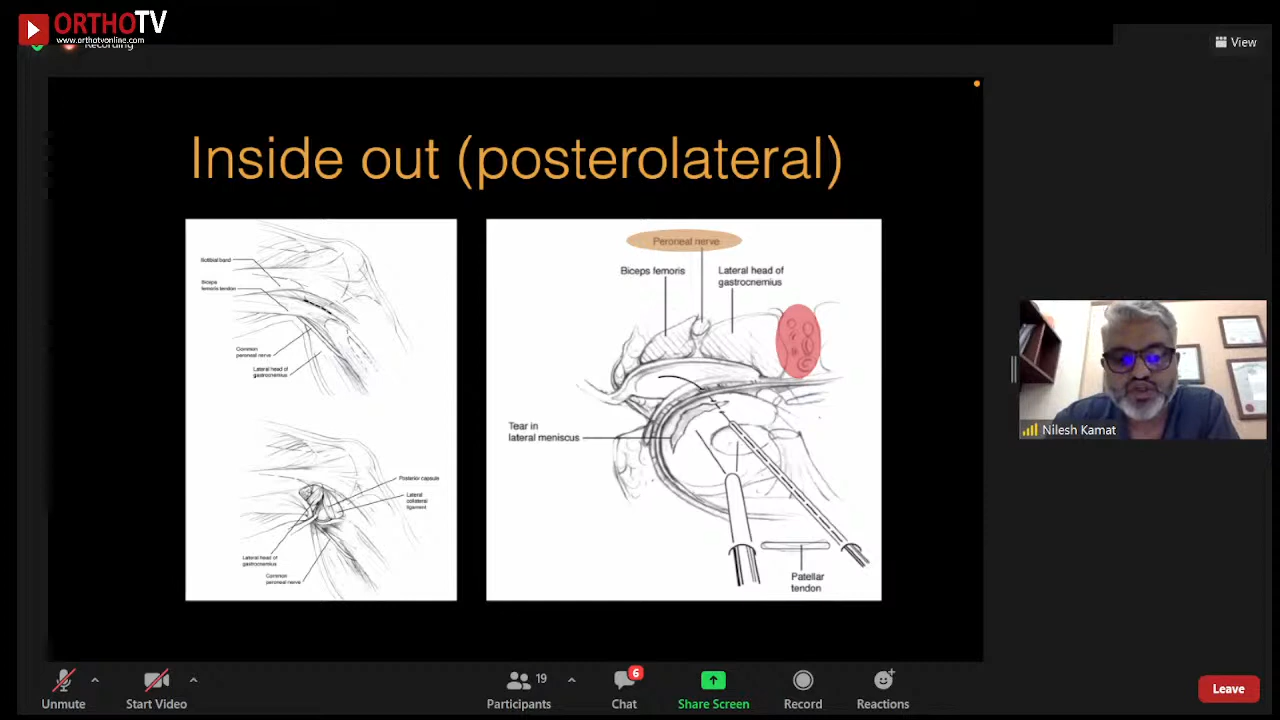 ORTHOTV
www.orthotvonline.com
Recording
View
Inside out (posterolateral)
Iliotibial band
Biceps
femoris tendon
Common
peroneal nerve
Lateral head of
gastrocnemius
Posterior capsule
Lateral
collateral
ligament
Lateral head of
gastrocnemius
Common
peroneal nerve
Peroneal nerve
Biceps femoris
Lateral head of
gastrocnemius
Tear in
lateral meniscus
Patellar
tendon
Nilesh Kamat
Unmute
Start Video
19
Participants
6
Chat
Share Screen
Record
Reactions
Leave